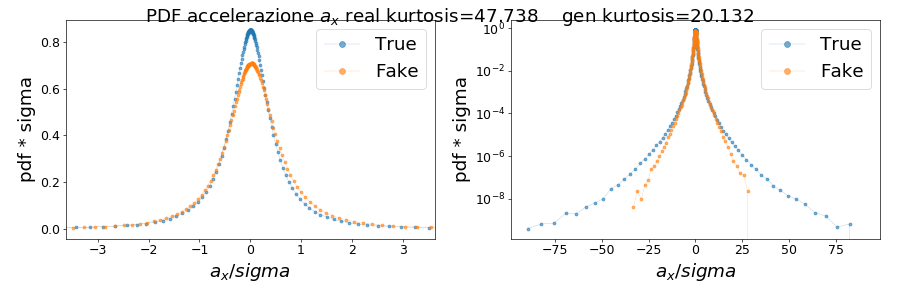 PDF accelerazione a_x real kurtosis=47.738 gen kurtosis=20.132
0.8
0.6
0.4
0.2
0.0
pdf * sigma
True
Fake
−3 −2 −1 0 1 2 3
a_x/sigma
10^0
10^−2
10^−4
10^−6
10^−8
pdf * sigma
True
Fake
−75 −50 −25 0 25 50 75
a_x/sigma